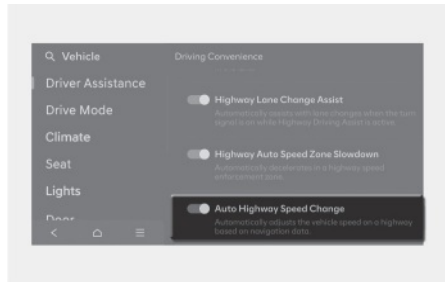 Vehicle
Driving Convenience
Driver Assistance
Highway Lane Change Assist
Automatically assists with lane changes when the turn
signal is on while Highway Driving Assist is active.
Drive Mode
Climate
Highway Auto Speed Zone Slowdown
Automatically decelerates in a highway speed
enforcement zone.
Seat
Lights
Auto Highway Speed Change
Automatically adjusts the vehicle speed on a highway
based on navigation data.
Door